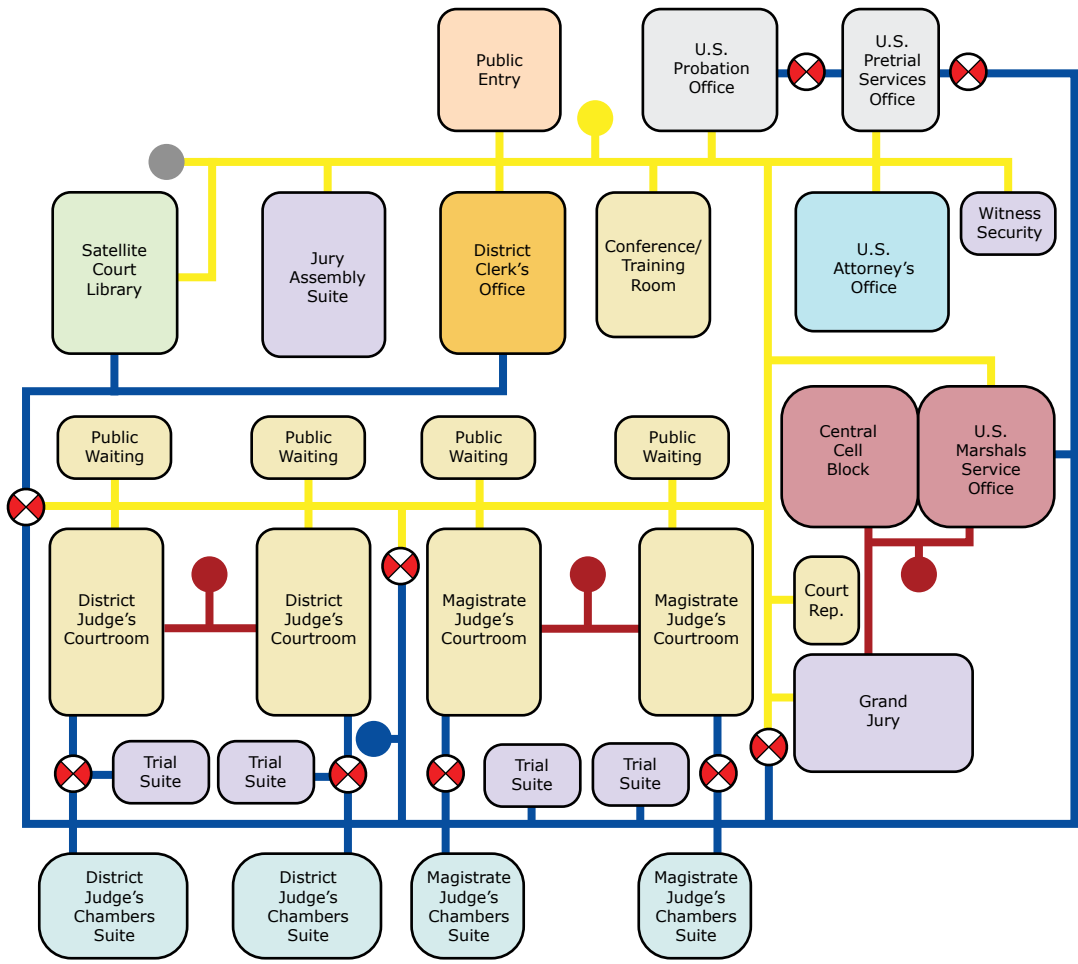 Public
Entry
U.S.
Probation
Office
U.S.
Pretrial
Services
Office
Satellite
Court
Library
Jury
Assembly
Suite
District
Clerk's
Office
Conference/
Training
Room
U.S.
Attorney's
Office
Witness
Security
Public
Waiting
Public
Waiting
Public
Waiting
Public
Waiting
Central
Cell
Block
U.S.
Marshals
Service
Office
District
Judge's
Courtroom
District
Judge's
Courtroom
Magistrate
Judge's
Courtroom
Magistrate
Judge's
Courtroom
Court
Rep.
Grand
Jury
Trial
Suite
Trial
Suite
Trial
Suite
Trial
Suite
District
Judge's
Chambers
Suite
District
Judge's
Chambers
Suite
Magistrate
Judge's
Chambers
Suite
Magistrate
Judge's
Chambers
Suite